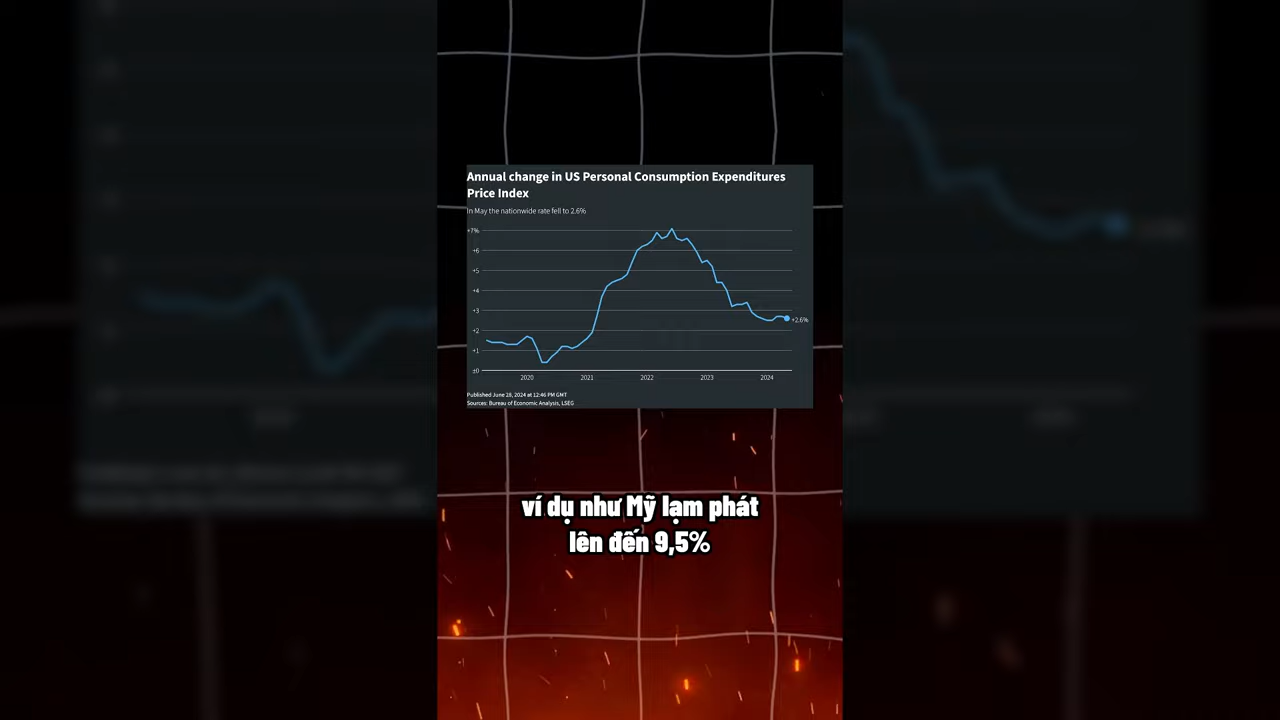 Annual change in US Personal Consumption Expenditures
Price Index
In May the nationwide rate fell to 2.6%
+7%
+6
+5
+4
+3
+2
+1
±0
+2.6%
2020
2021
2022
2023
2024
Published June 28, 2024 at 12:46 PM GMT
Sources: Bureau of Economic Analysis, LSEG
ví dụ như Mỹ lạm phát
lên đến 9,5%